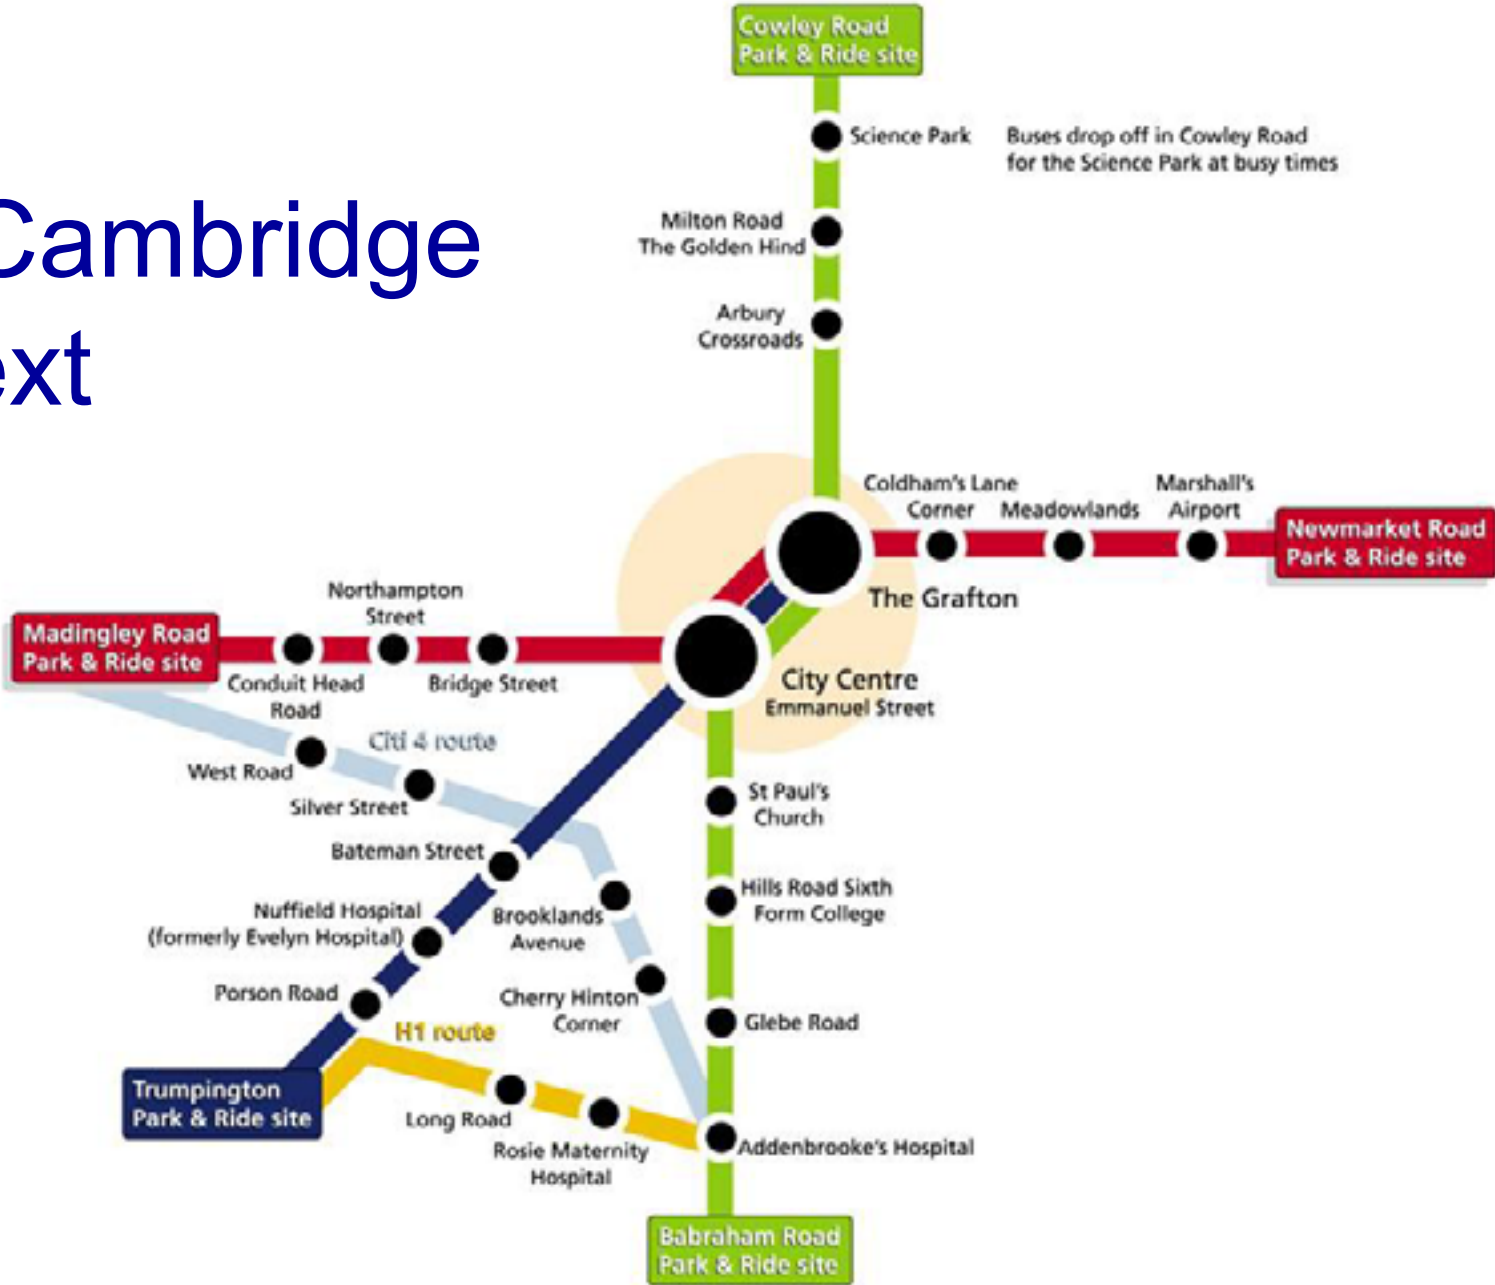 Cowley Road
Park & Ride site
Science Park
Buses drop off in Cowley Road
for the Science Park at busy times
Cambridge
ext
Milton Road
The Golden Hind
Arbury
Crossroads
Coldham's Lane
Corner
Meadowlands
Marshall's
Airport
Newmarket Road
Park & Ride site
The Grafton
Northampton
Street
Madingley Road
Park & Ride site
Conduit Head
Road
Bridge Street
City Centre
Emmanuel Street
Citi 4 route
West Road
Silver Street
St Paul's
Church
Bateman Street
Hills Road Sixth
Form College
Nuffield Hospital
(formerly Evelyn Hospital)
Brooklands
Avenue
Porson Road
Cherry Hinton
Corner
Glebe Road
H1 route
Trumpington
Park & Ride site
Long Road
Rosie Maternity
Hospital
Addenbrooke's Hospital
Babraham Road
Park & Ride site